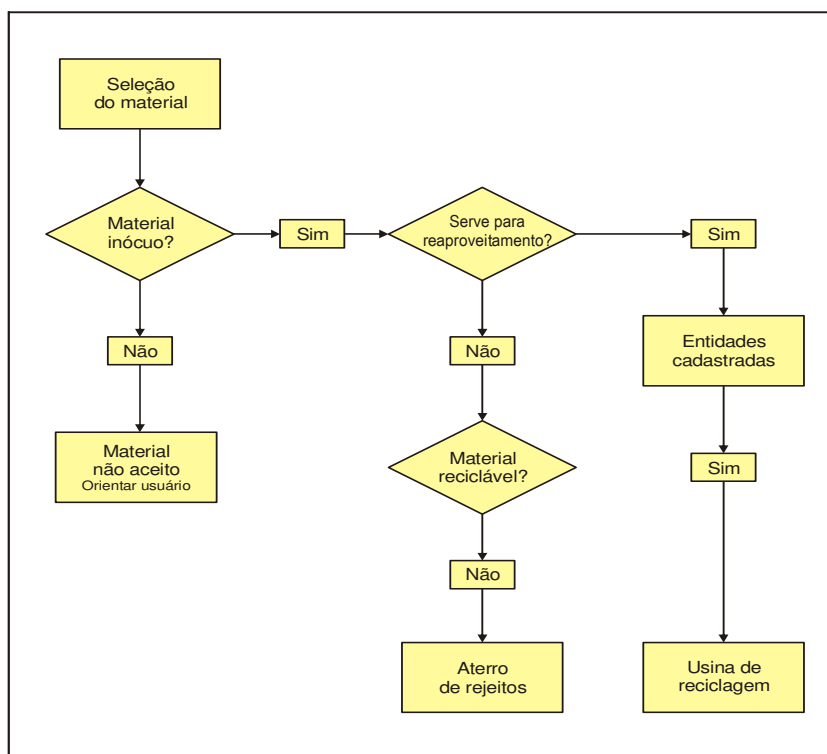 Seleção
do material
Material
inócuo?
Sim
Serve para
reaproveitamento?
Sim
Não
Não
Entidades
cadastradas
Material
não aceito
Orientar usuário
Material
reciclável?
Sim
Não
Aterro
de rejeitos
Usina de
reciclagem